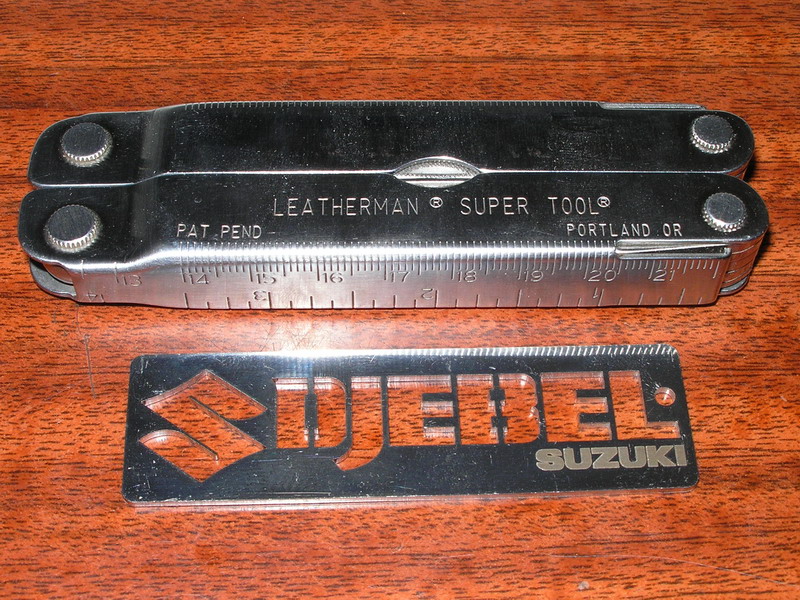 LEATHERMAN ® SUPER TOOL®
PAT. PEND PORTLAND OR
13 14 15 16 17 18 19 20 21
3 2 1
DJEBEL
SUZUKI